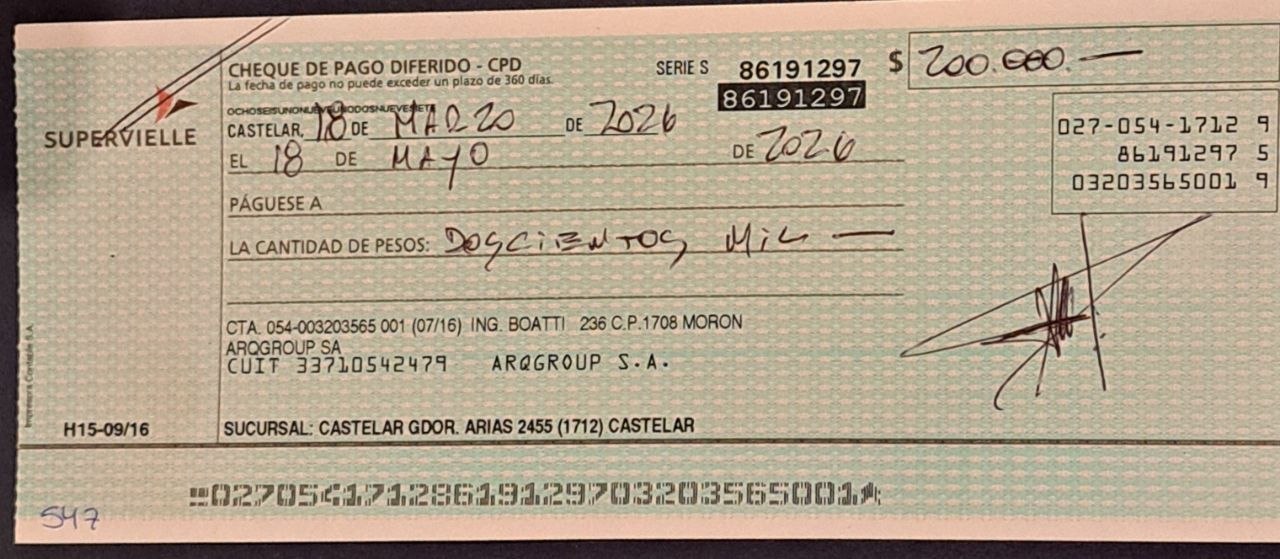 CHEQUE DE PAGO DIFERIDO - CPD
La fecha de pago no puede exceder un plazo de 360 días.
SERIE S 86191297
86191297
$ 200.000.—
OCHOSEISUNONUEVEUNODOSNUEVESIETE
CASTELAR, 18 DE MARZO DE 2026
EL 18 DE MAYO DE 2026
SUPERVIELLE
027-054-1712 9
86191297 5
03203565001 9
PÁGUESE A
LA CANTIDAD DE PESOS: DOSCIENTOS MIL —
CTA. 054-003203565 001 (07/16) ING. BOATTI 236 C.P.1708 MORON
ARQGROUP SA
CUIT 33710542479 ARQGROUP S.A.
H15-09/16
SUCURSAL: CASTELAR GDOR. ARIAS 2455 (1712) CASTELAR
02705417128619129703203565001
547